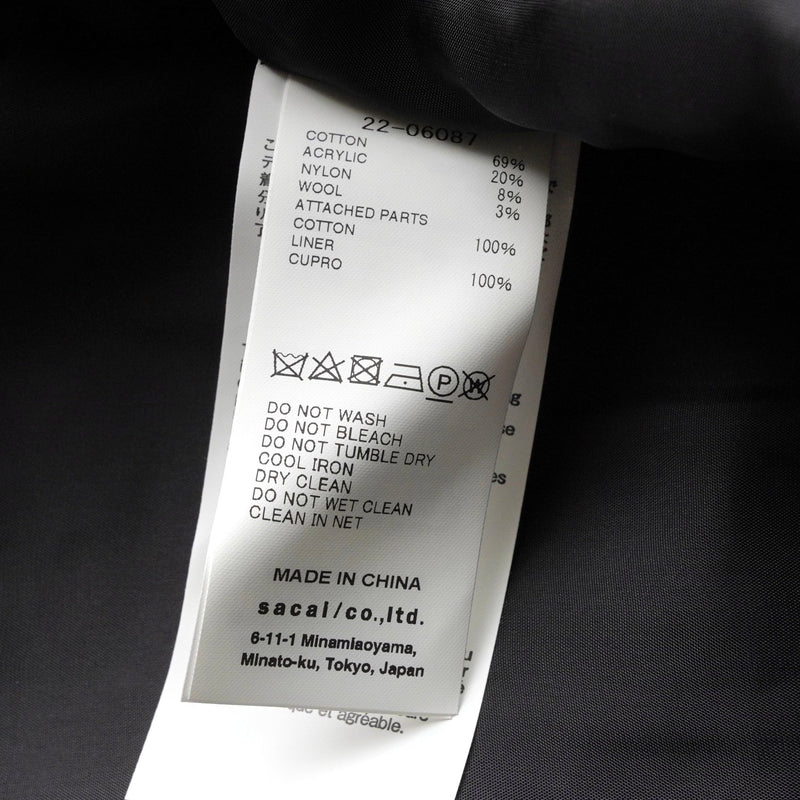 22-06087
COTTON 69%
ACRYLIC 20%
NYLON 8%
WOOL 3%
ATTACHED PARTS
COTTON 100%
LINER
CUPRO 100%
P
W
DO NOT WASH
DO NOT BLEACH
DO NOT TUMBLE DRY
COOL IRON
DRY CLEAN
DO NOT WET CLEAN
CLEAN IN NET
MADE IN CHINA
sacai/co.,ltd.
6-11-1 Minamiaoyama,
Minato-ku, Tokyo, Japan
et agréable.